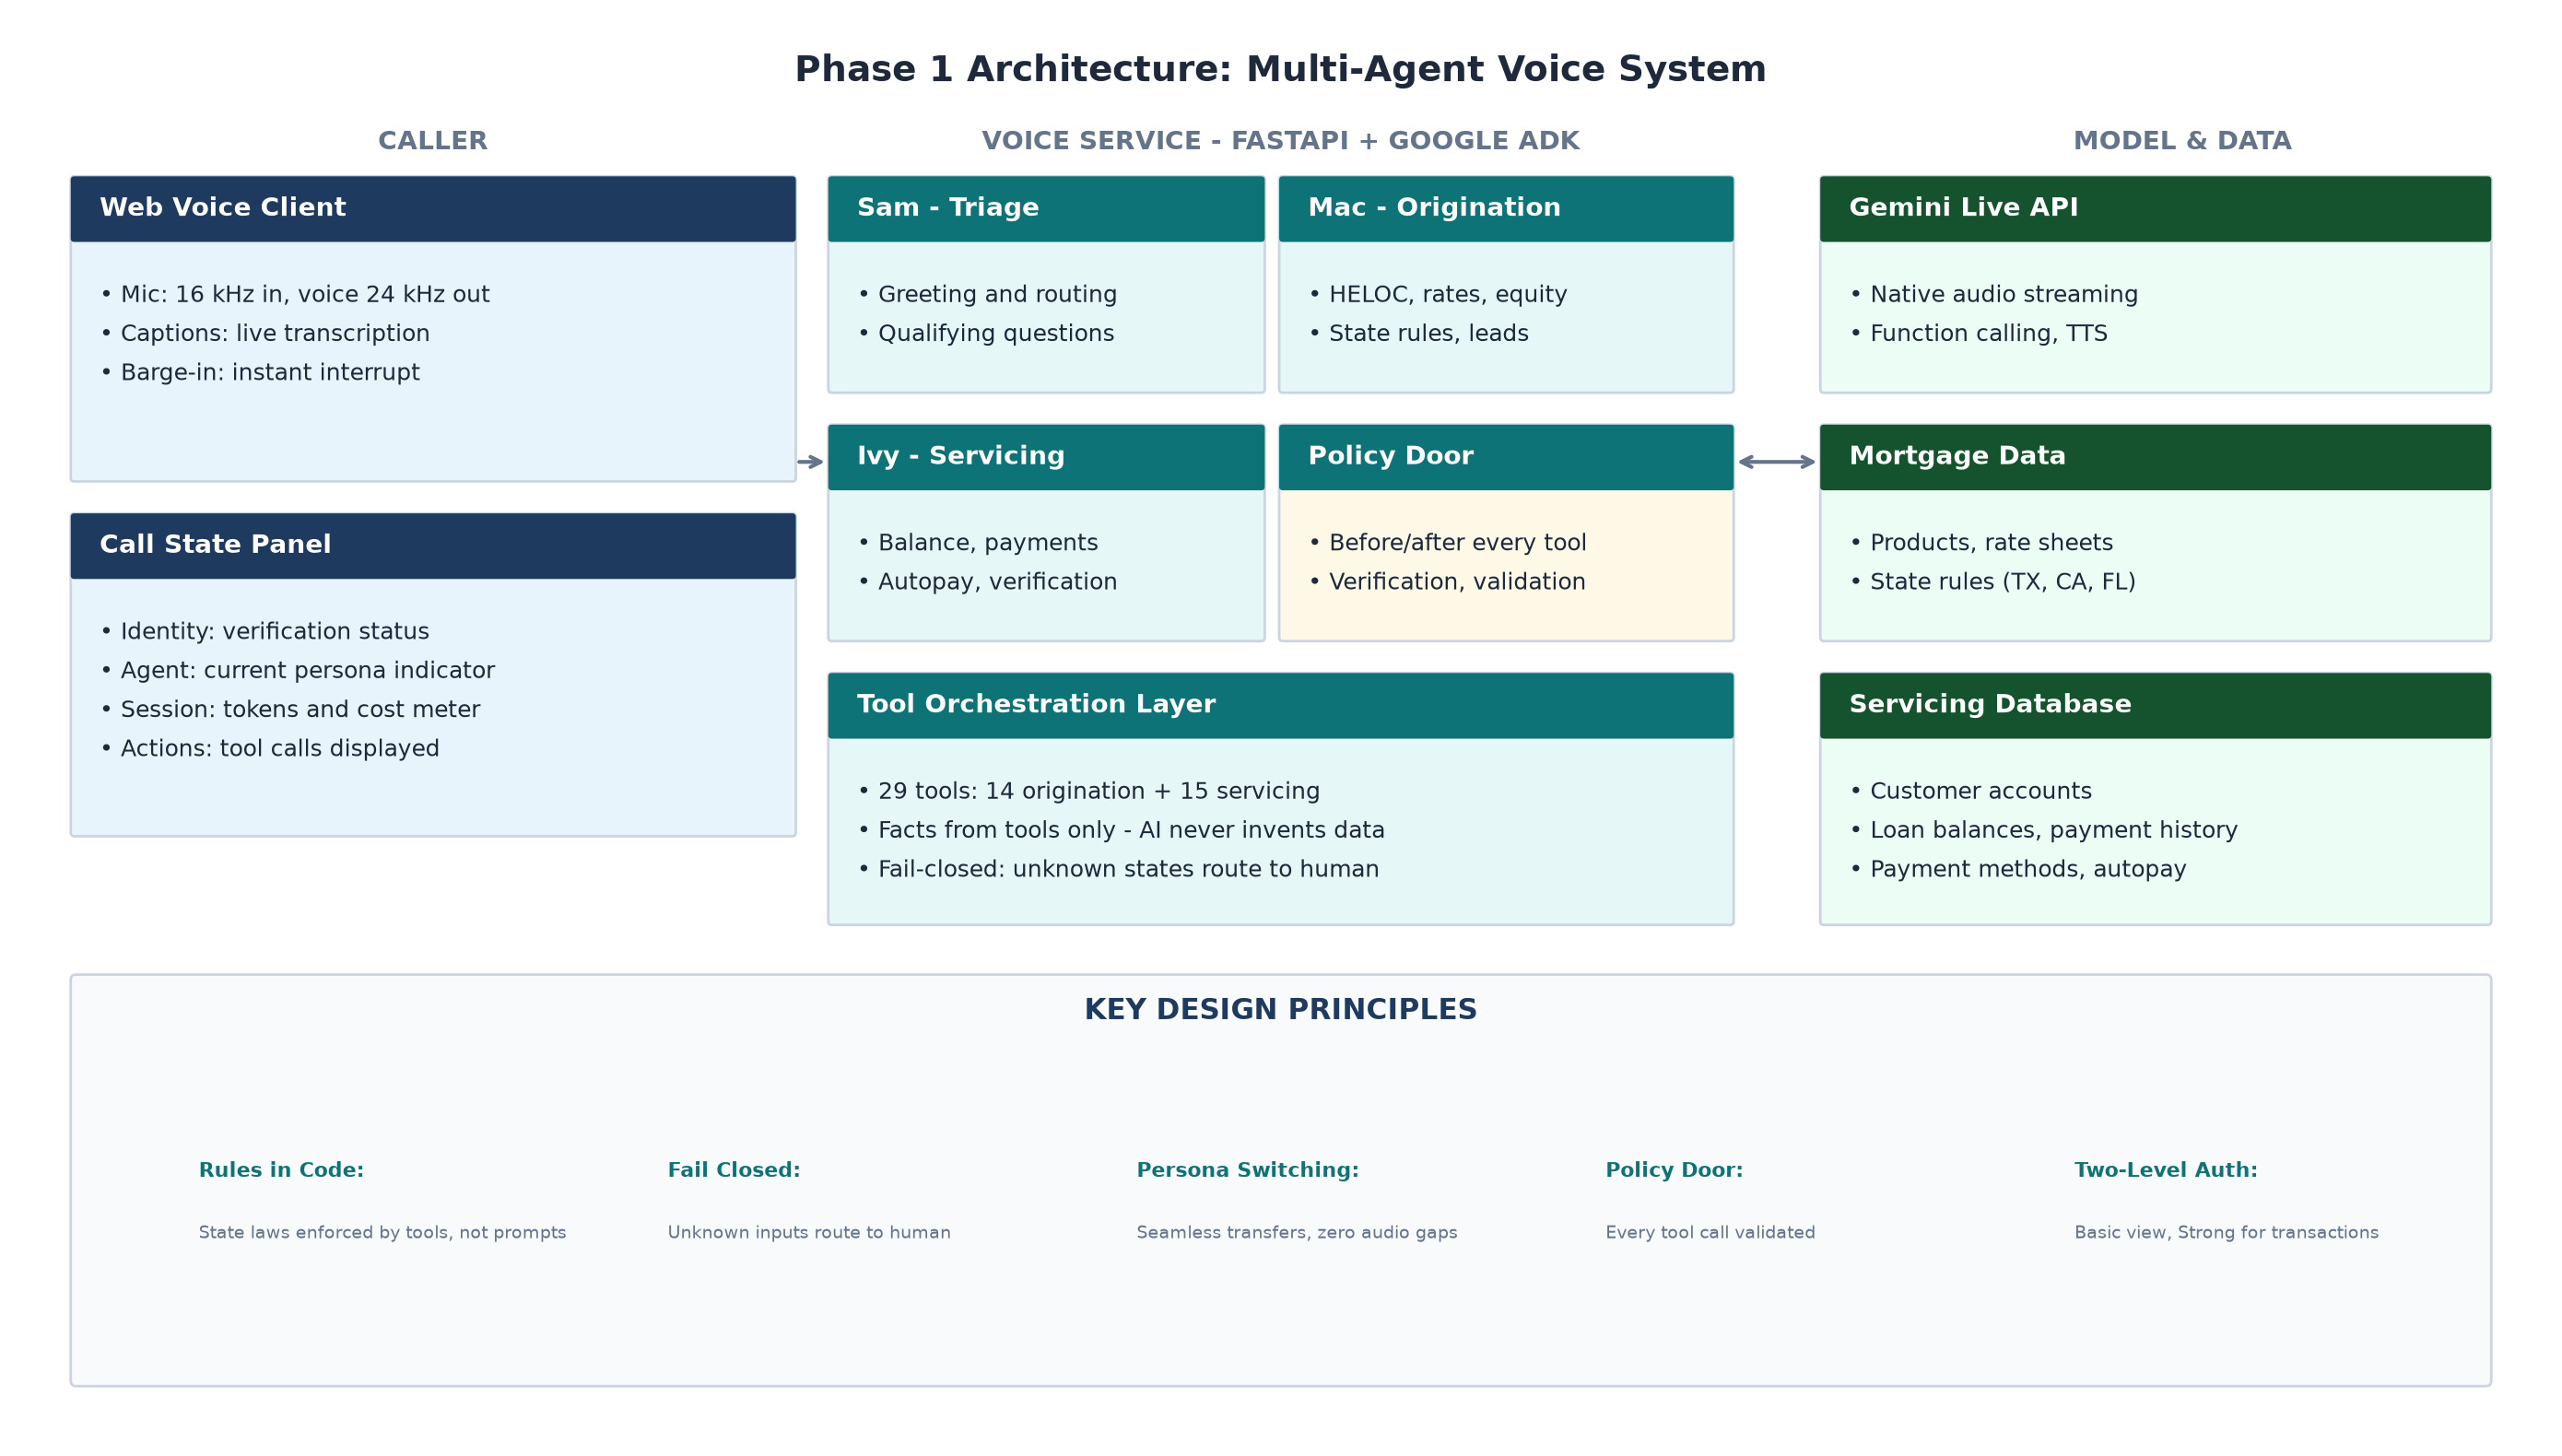 Phase 1 Architecture: Multi-Agent Voice System
CALLER
Web Voice Client
• Mic: 16 kHz in, voice 24 kHz out
• Captions: live transcription
• Barge-in: instant interrupt
Call State Panel
• Identity: verification status
• Agent: current persona indicator
• Session: tokens and cost meter
• Actions: tool calls displayed
VOICE SERVICE - FASTAPI + GOOGLE ADK
Sam - Triage
• Greeting and routing
• Qualifying questions
Mac - Origination
• HELOC, rates, equity
• State rules, leads
Ivy - Servicing
• Balance, payments
• Autopay, verification
Policy Door
• Before/after every tool
• Verification, validation
Tool Orchestration Layer
• 29 tools: 14 origination + 15 servicing
• Facts from tools only - AI never invents data
• Fail-closed: unknown states route to human
MODEL & DATA
Gemini Live API
• Native audio streaming
• Function calling, TTS
Mortgage Data
• Products, rate sheets
• State rules (TX, CA, FL)
Servicing Database
• Customer accounts
• Loan balances, payment history
• Payment methods, autopay
KEY DESIGN PRINCIPLES
Rules in Code:
State laws enforced by tools, not prompts
Fail Closed:
Unknown inputs route to human
Persona Switching:
Seamless transfers, zero audio gaps
Policy Door:
Every tool call validated
Two-Level Auth:
Basic view, Strong for transactions